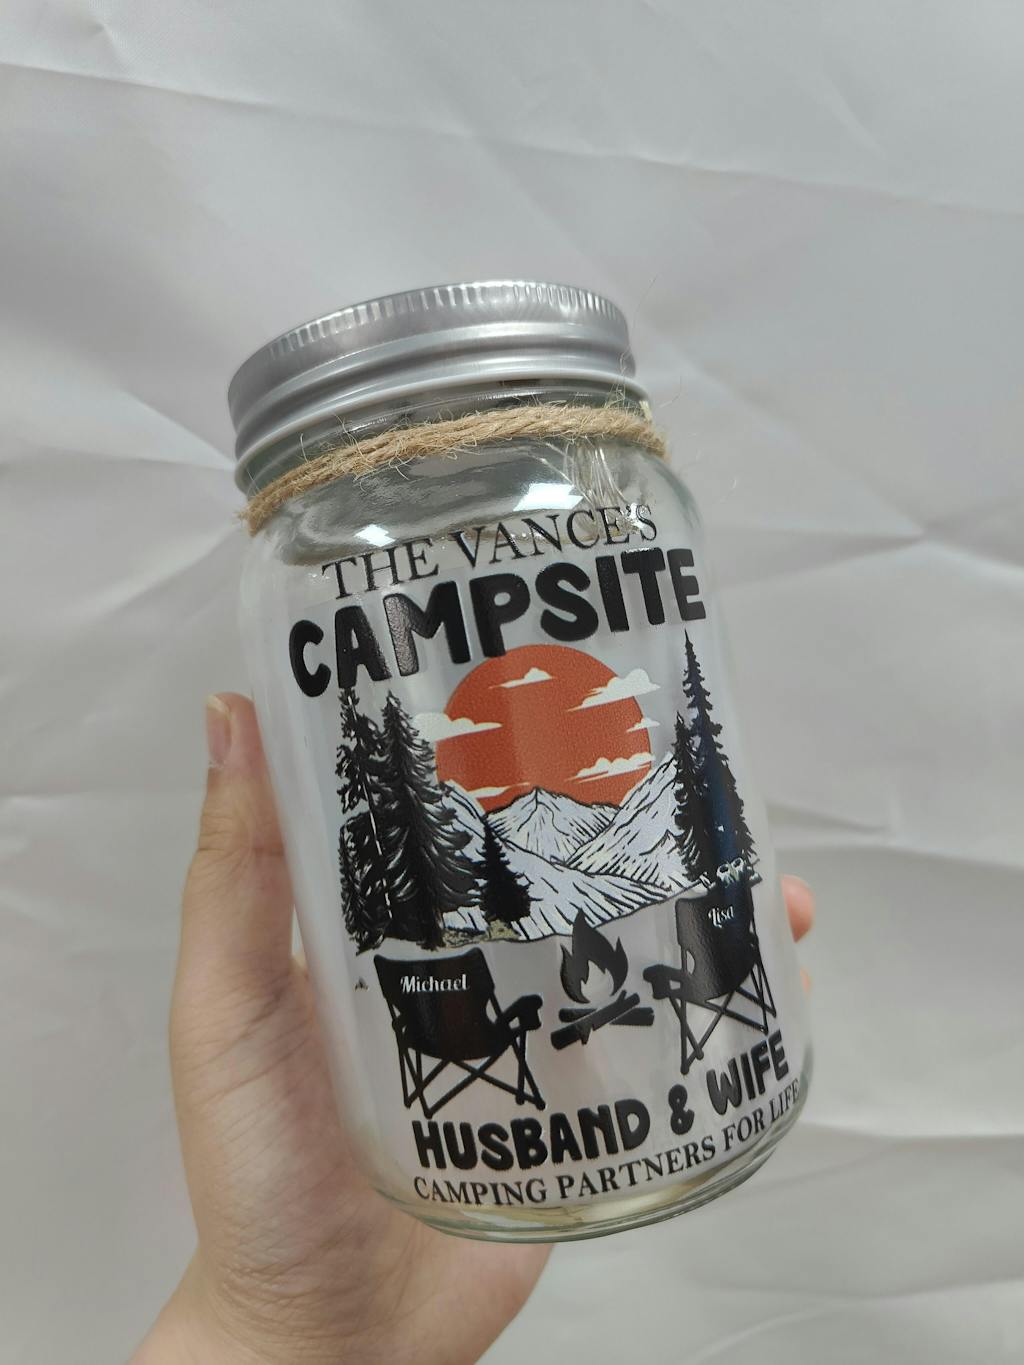 THE VANCE'S
CAMPSITE
Michael
Lisa
HUSBAND & WIFE
CAMPING PARTNERS FOR LIFE